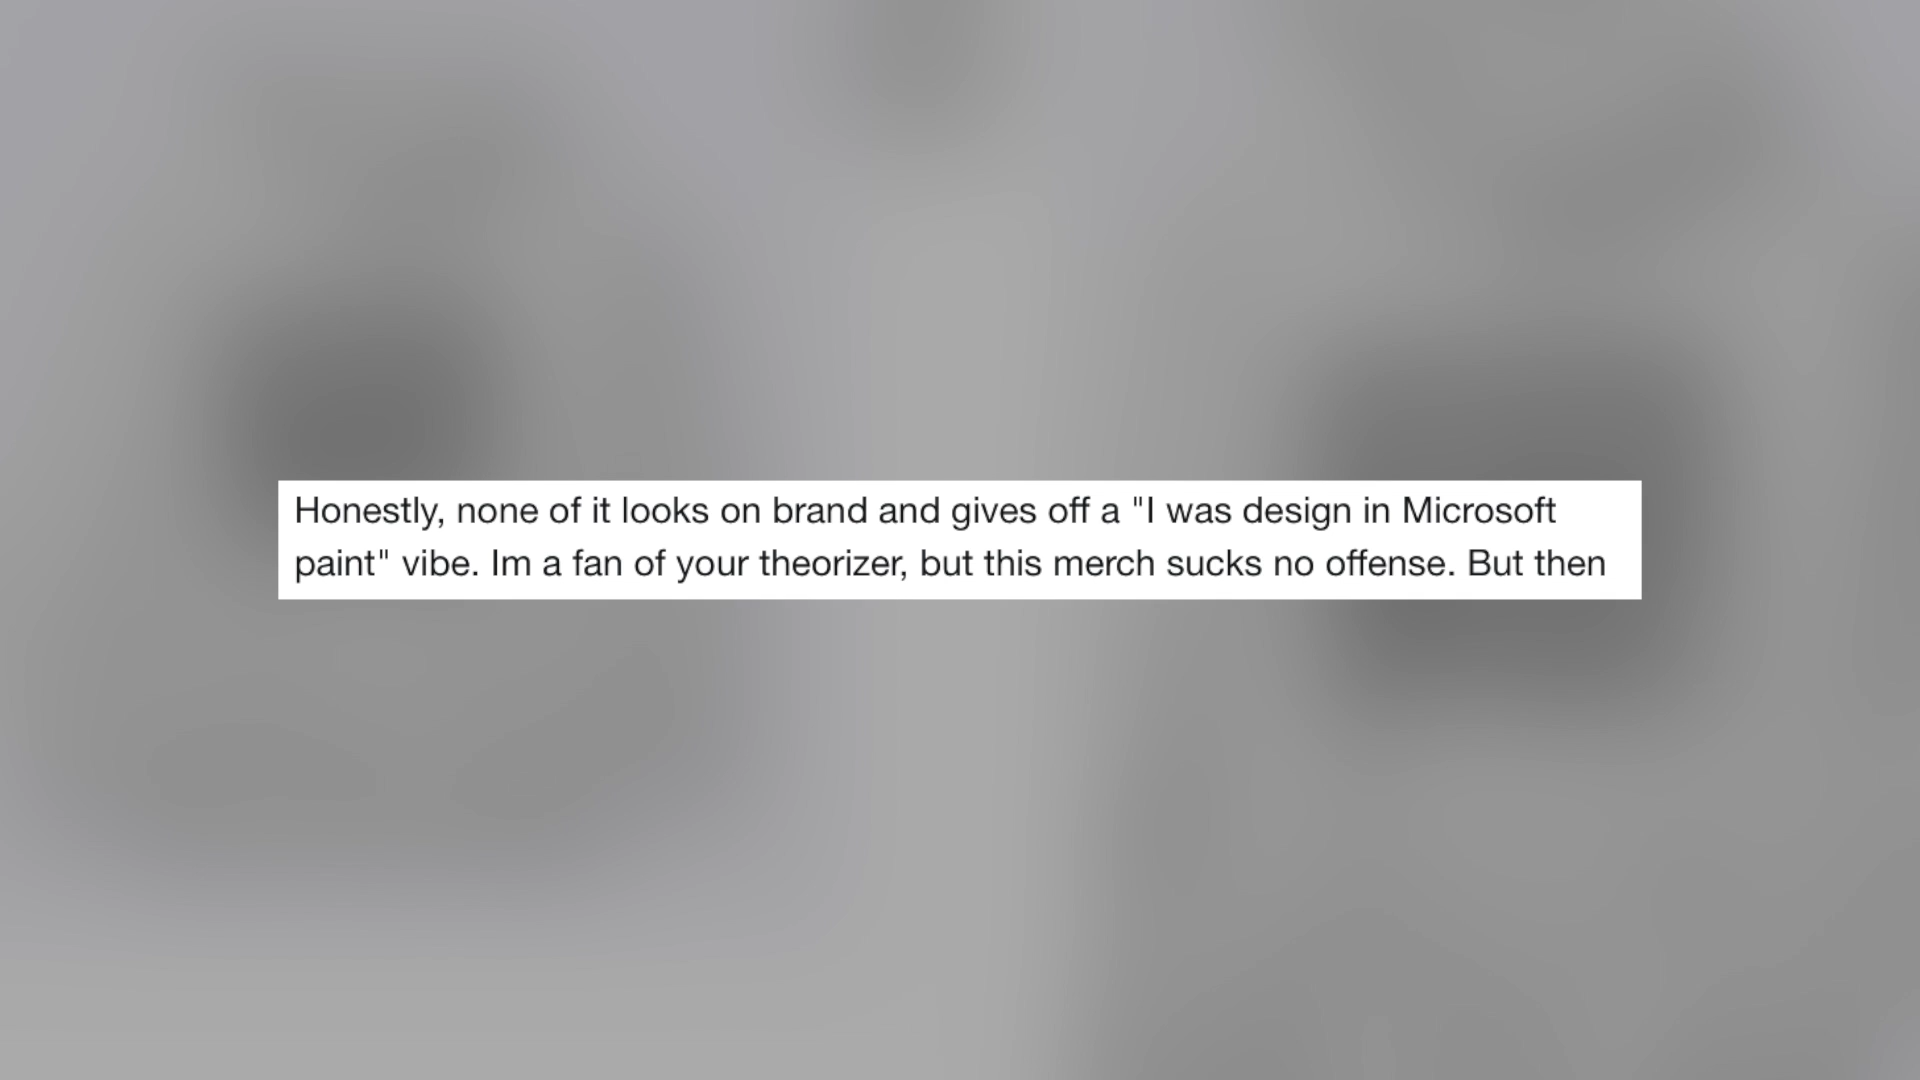 Honestly, none of it looks on brand and gives off a "I was design in Microsoft
paint" vibe. Im a fan of your theorizer, but this merch sucks no offense. But then